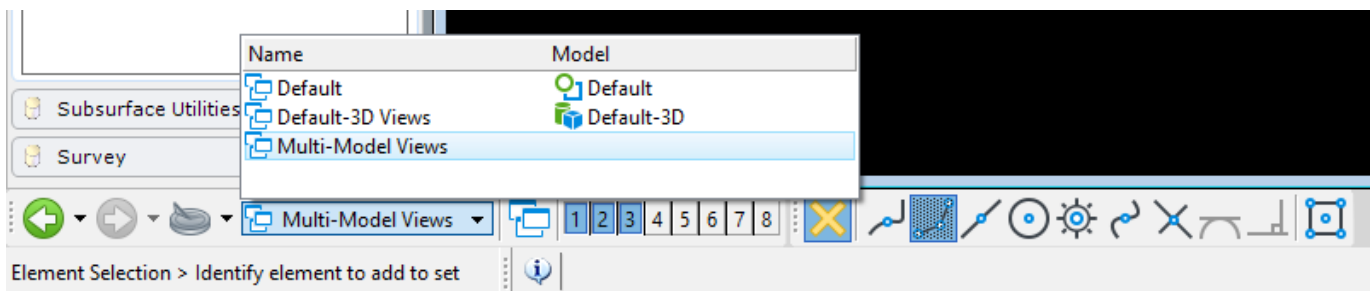 Name Model
Default Default
Default-3D Views Default-3D
Multi-Model Views
Subsurface Utilities
Survey
Multi-Model Views 1 2 3 4 5 6 7 8
Element Selection > Identify element to add to set